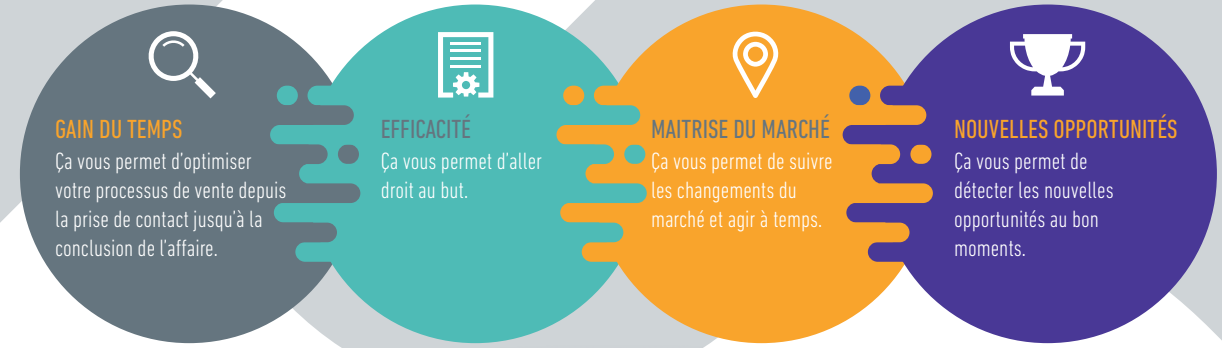 GAIN DU TEMPS
Ça vous permet d'optimiser
votre processus de vente depuis
la prise de contact jusqu'à la
conclusion de l'affaire.
EFFICACITÉ
Ça vous permet d'aller
droit au but.
MAITRISE DU MARCHÉ
Ça vous permet de suivre
les changements du
marché et agir à temps.
NOUVELLES OPPORTUNITÉS
Ça vous permet de
détecter les nouvelles
opportunités au bon
moments.